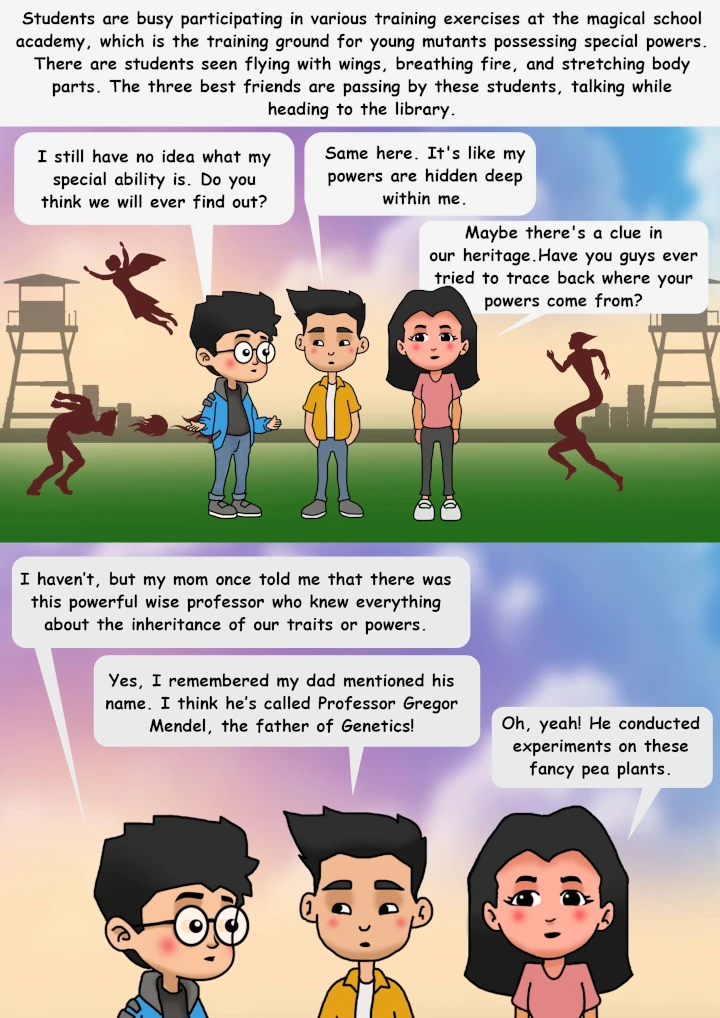 Students are busy participating in various training exercises at the magical school
academy, which is the training ground for young mutants possessing special powers.
There are students seen flying with wings, breathing fire, and stretching body
parts. The three best friends are passing by these students, talking while
heading to the library.
I still have no idea what my
special ability is. Do you
think we will ever find out?
Same here. It's like my
powers are hidden deep
within me.
Maybe there's a clue in
our heritage.Have you guys ever
tried to trace back where your
powers come from?
I haven't, but my mom once told me that there was
this powerful wise professor who knew everything
about the inheritance of our traits or powers.
Yes, I remembered my dad mentioned his
name. I think he's called Professor Gregor
Mendel, the father of Genetics!
Oh, yeah! He conducted
experiments on these
fancy pea plants.